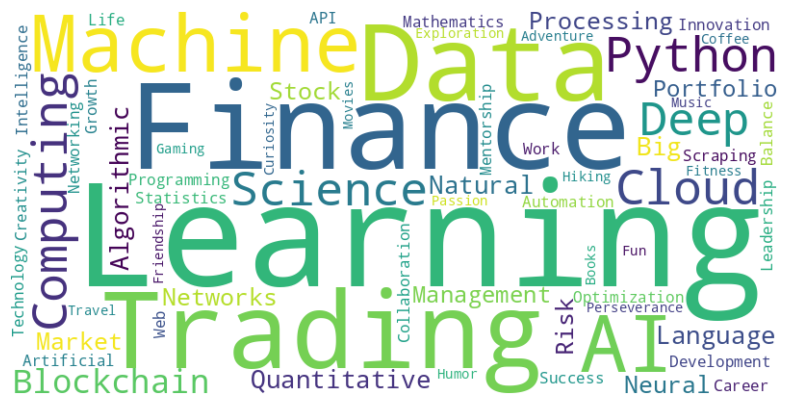 Life
API
Mathematics
Processing
Innovation
Machine
Data
Exploration
Adventure
Coffee
Python
Intelligence
Growth
Stock
Movies
Portfolio
Finance
Curiosity
Mentorship
Music
Deep
Balance
Computing
Networking
Algorithmic
Gaming
Work
Big
Scraping
Fitness
Creativity
Programming
Science
Natural
Hiking
Cloud
Statistics
Passion
Automation
Leadership
Learning
Technology
Friendship
Collaboration
Books
Fun
Networks
Management
Optimization
Travel
Web
Trading
Risk
Perseverance
Market
AI
Language
Artificial
Development
Blockchain
Quantitative
Humor
Success
Neural
Career